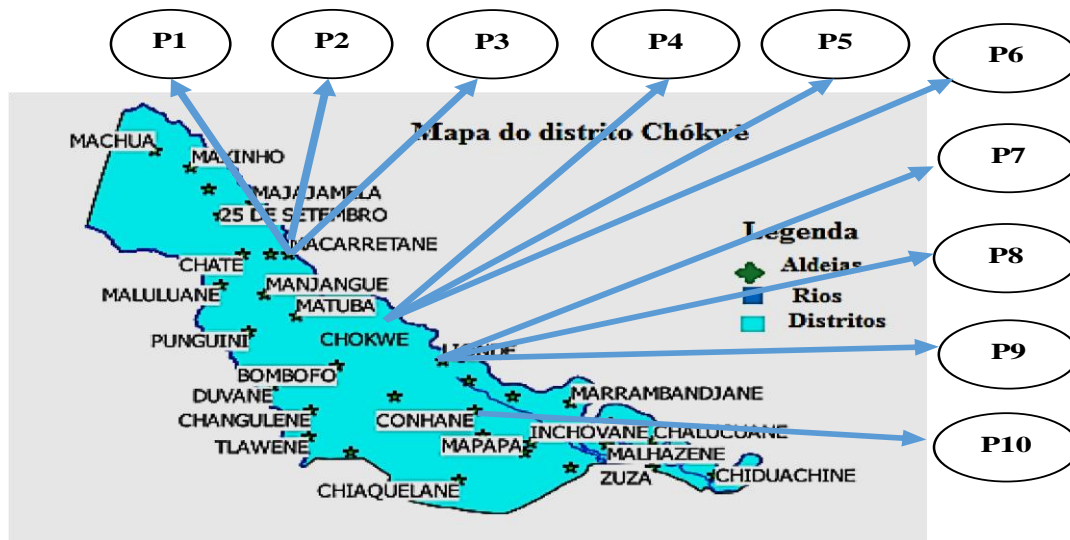 P1 P2 P3 P4 P5 P6
Mapa do distrito Chókwè
MACHUA
MAXINHO
P7
MAJAJAMELA
25 DE SETEMBRO
MACARRETANE
Legenda
P8
CHATE
Aldeias
MALULUANE
MANJANGUE
Rios
MATUBA
Distritos
PUNGUINI
CHOKWE
P9
BOMBOFO
DUVANE
MARRAMBANDJANE
CHANGULENE
CONHANE
INCHOVANE
CHALUCUANE
TLAWENE
MAPAPA
P10
MALHAZENE
ZUZA
CHIDUACHINE
CHIAQUELANE